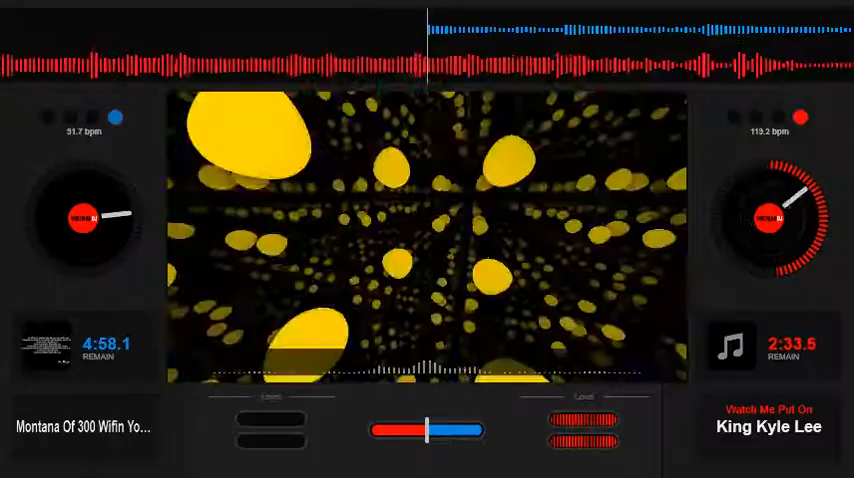 91.7 bpm
119.2 bpm
4:58.1
REMAIN
2:33.6
REMAIN
Level
Level
Montana Of 300 Wifin Yo...
Watch Me Put On
King Kyle Lee